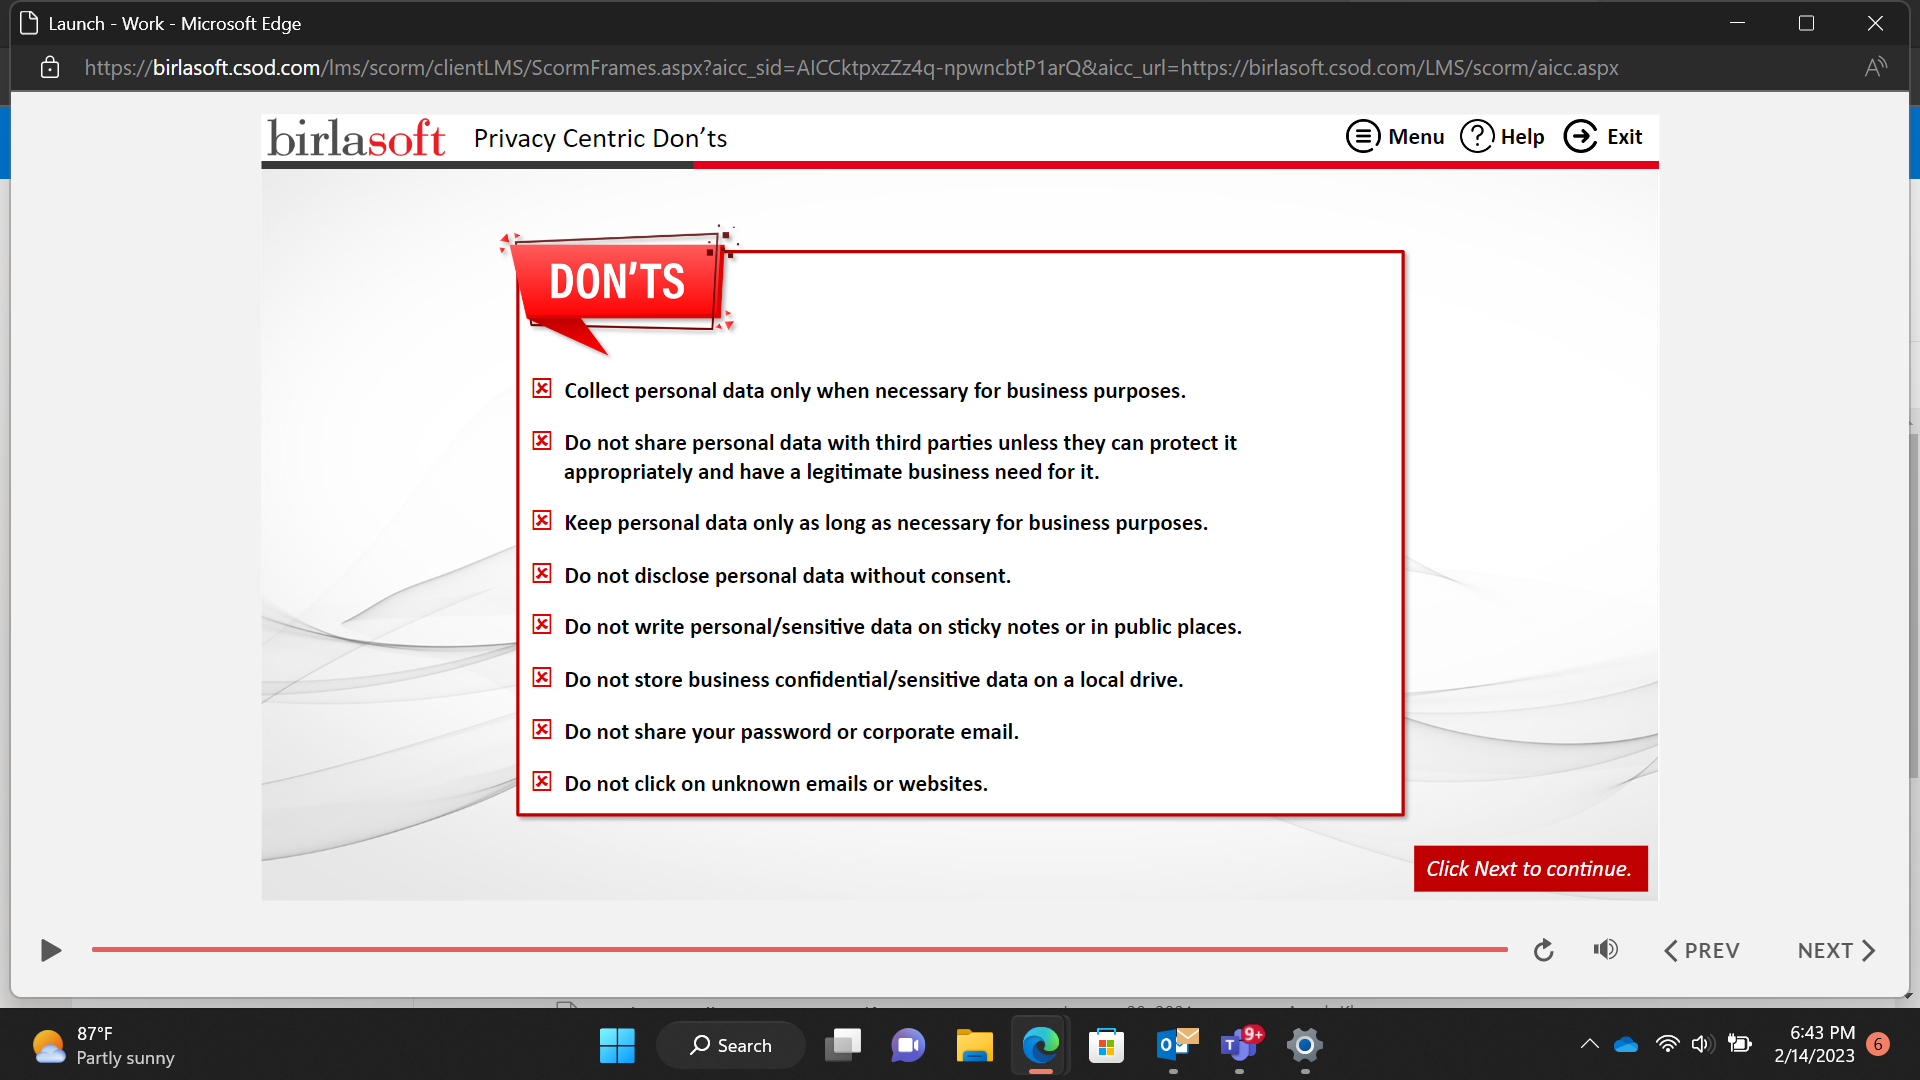 Launch - Work - Microsoft Edge
https://birlasoft.csod.com/lms/scorm/clientLMS/ScormFrames.aspx?aicc_sid=AICCktpxzZz4q-npwncbtP1arQ&aicc_url=https://birlasoft.csod.com/LMS/scorm/aicc.aspx
birlasoft Privacy Centric Don'ts Menu Help Exit
DON'TS
Collect personal data only when necessary for business purposes.
Do not share personal data with third parties unless they can protect it
appropriately and have a legitimate business need for it.
Keep personal data only as long as necessary for business purposes.
Do not disclose personal data without consent.
Do not write personal/sensitive data on sticky notes or in public places.
Do not store business confidential/sensitive data on a local drive.
Do not share your password or corporate email.
Do not click on unknown emails or websites.
Click Next to continue.
PREV NEXT
87°F
Partly sunny
Search
9+
6:43 PM
2/14/2023
6